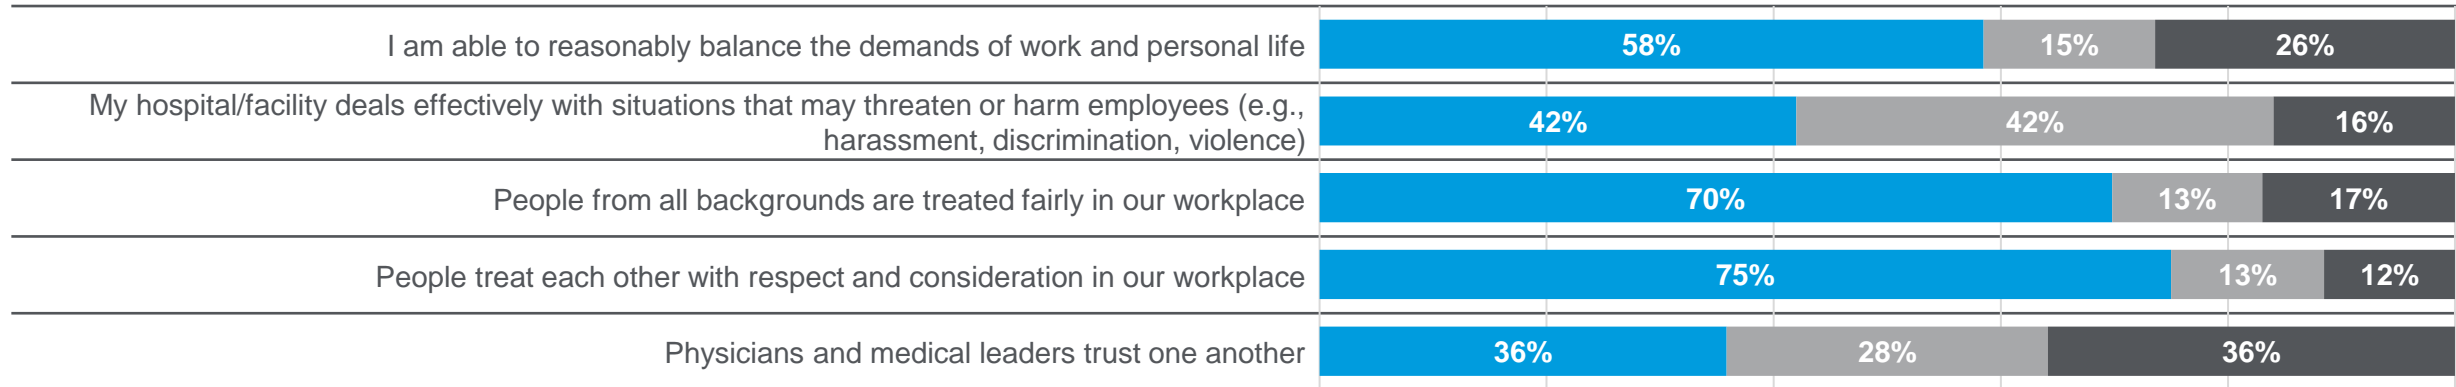 I am able to reasonably balance the demands of work and personal life 58% 15% 26%
My hospital/facility deals effectively with situations that may threaten or harm employees (e.g.,
harassment, discrimination, violence) 42% 42% 16%
People from all backgrounds are treated fairly in our workplace 70% 13% 17%
People treat each other with respect and consideration in our workplace 75% 13% 12%
Physicians and medical leaders trust one another 36% 28% 36%